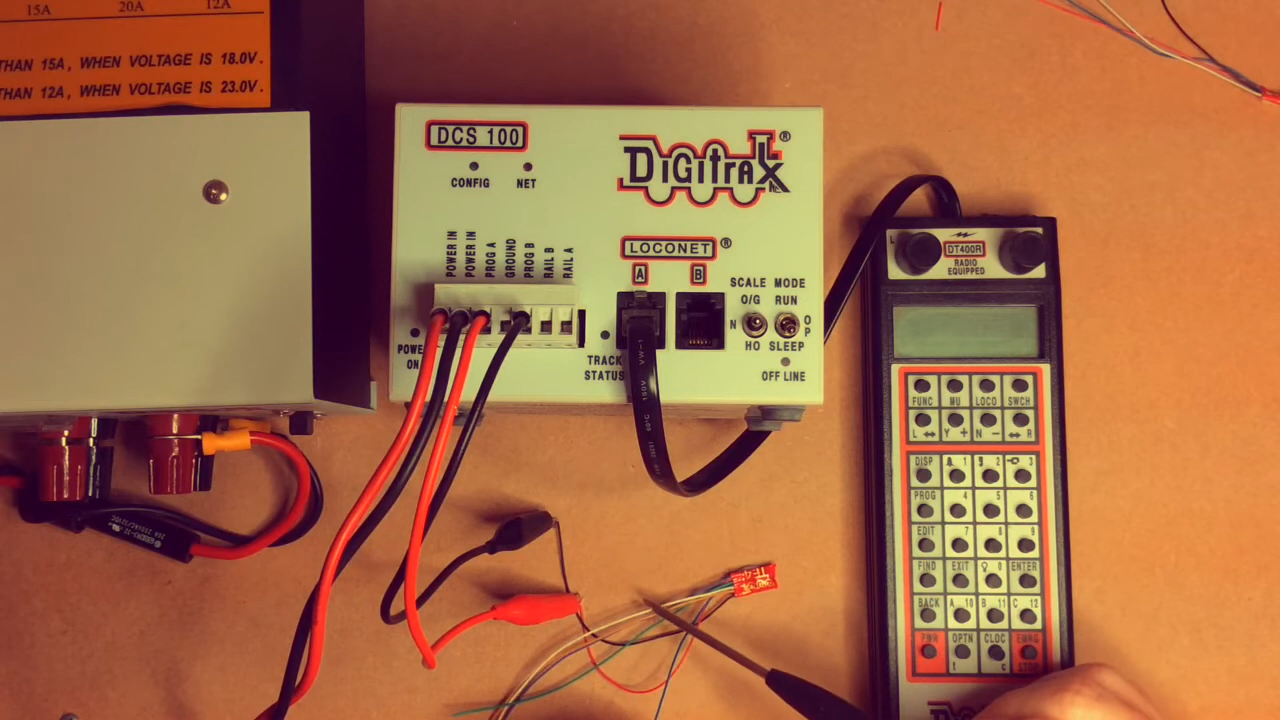 15A 20A 12A
THAN 15A, WHEN VOLTAGE IS 18.0V.
THAN 12A, WHEN VOLTAGE IS 23.0V.
DCS 100
CONFIG NET
DIGITRAX ®
POWER IN
POWER IN
PROG A
GROUND
PROG B
RAIL B
RAIL A
LOCONET ®
A B
SCALE MODE
O/G RUN
N O P
HO SLEEP
OFF LINE
POWER ON
TRACK
STATUS
VW-1
L
DT400R
RADIO
EQUIPPED
FUNC MU LOCO SWCH
L ↔ Y + N - ↔ R
DISP 1 2 3
PROG 4 5 6
EDIT 7 8 9
FIND EXIT 0 ENTER
BACK A 10 B 11 C 12
PWR OPTN CLOC EMRG
t c STOP